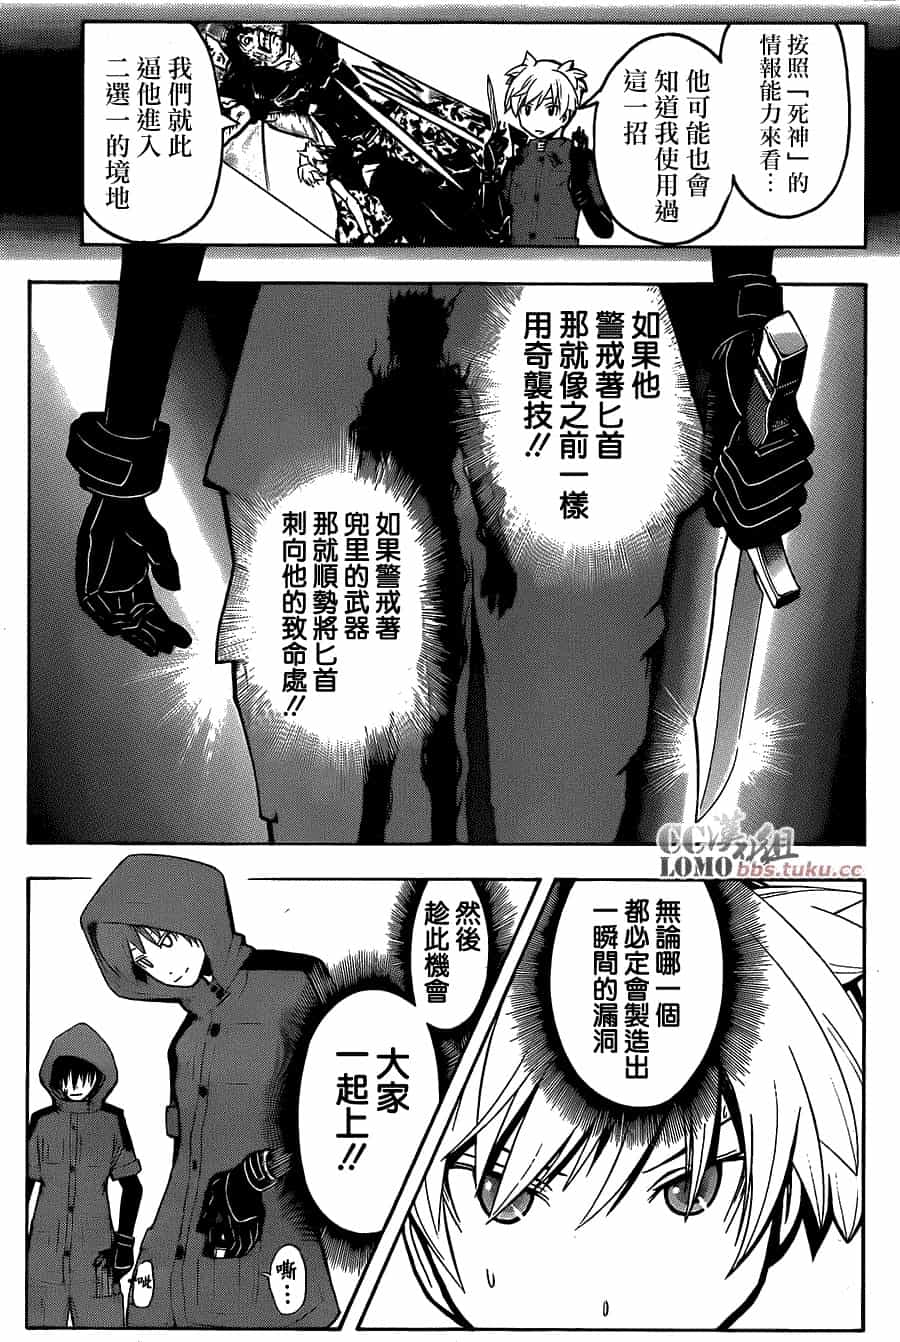 按照「死神」的
情報能力來看…
他可能也會
知道我使用過
這一招
我們就此
逼他進入
二選一的境地
如果他
警戒著匕首
那就像之前一樣
用奇襲技!!
如果警戒著
兜里的武器
那就順勢將匕首
刺向他的致命處!!
CC漢化組
LOMO
bbs.tuku.cc
無論哪一個
都必定會製造出
一瞬間的漏洞
然後
趁此機會
大家
一起上!!
嘶…
呲